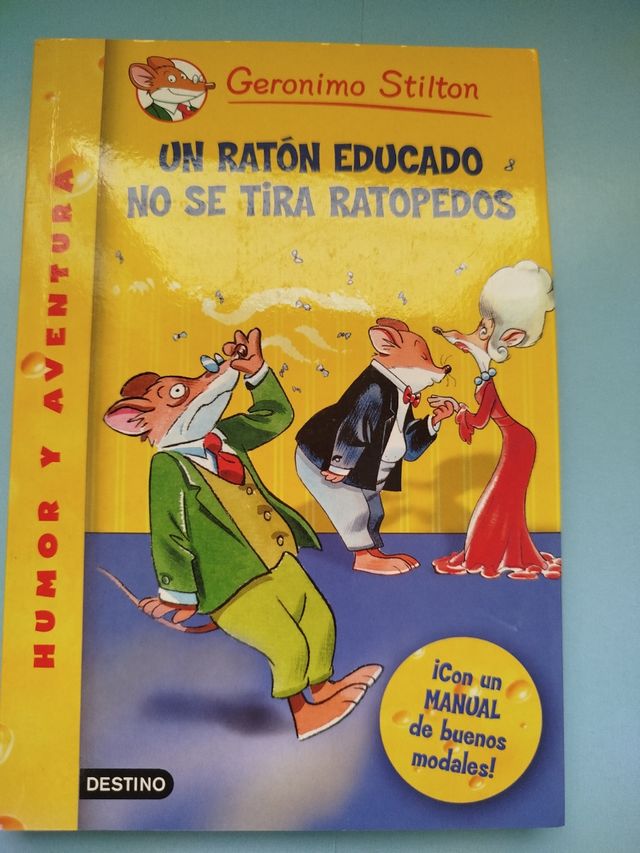 Geronimo Stilton
UN RATÓN EDUCADO
NO SE TIRA RATOPEDOS
HUMOR Y AVENTURA
¡Con un
MANUAL
de buenos
modales!
DESTINO